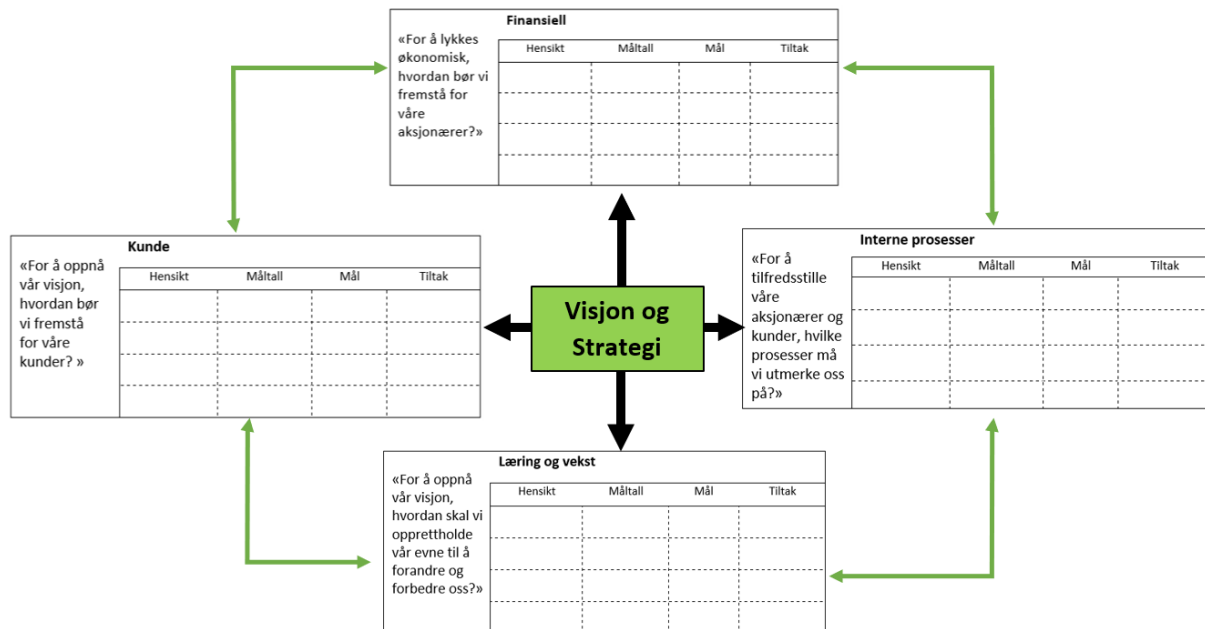 Finansiell
«For å lykkes
økonomisk,
hvordan bør vi
fremstå for
våre
aksjonærer?»
Hensikt Måltall Mål Tiltak
Kunde
«For å oppnå
vår visjon,
hvordan bør
vi fremstå
for våre
kunder? »
Hensikt Måltall Mål Tiltak
Visjon og
Strategi
Interne prosesser
«For å
tilfredsstille
våre
aksjonærer og
kunder, hvilke
prosesser må
vi utmerke oss
på?»
Hensikt Måltall Mål Tiltak
Læring og vekst
«For å oppnå
vår visjon,
hvordan skal vi
opprettholde
vår evne til å
forandre og
forbedre oss?»
Hensikt Måltall Mål Tiltak